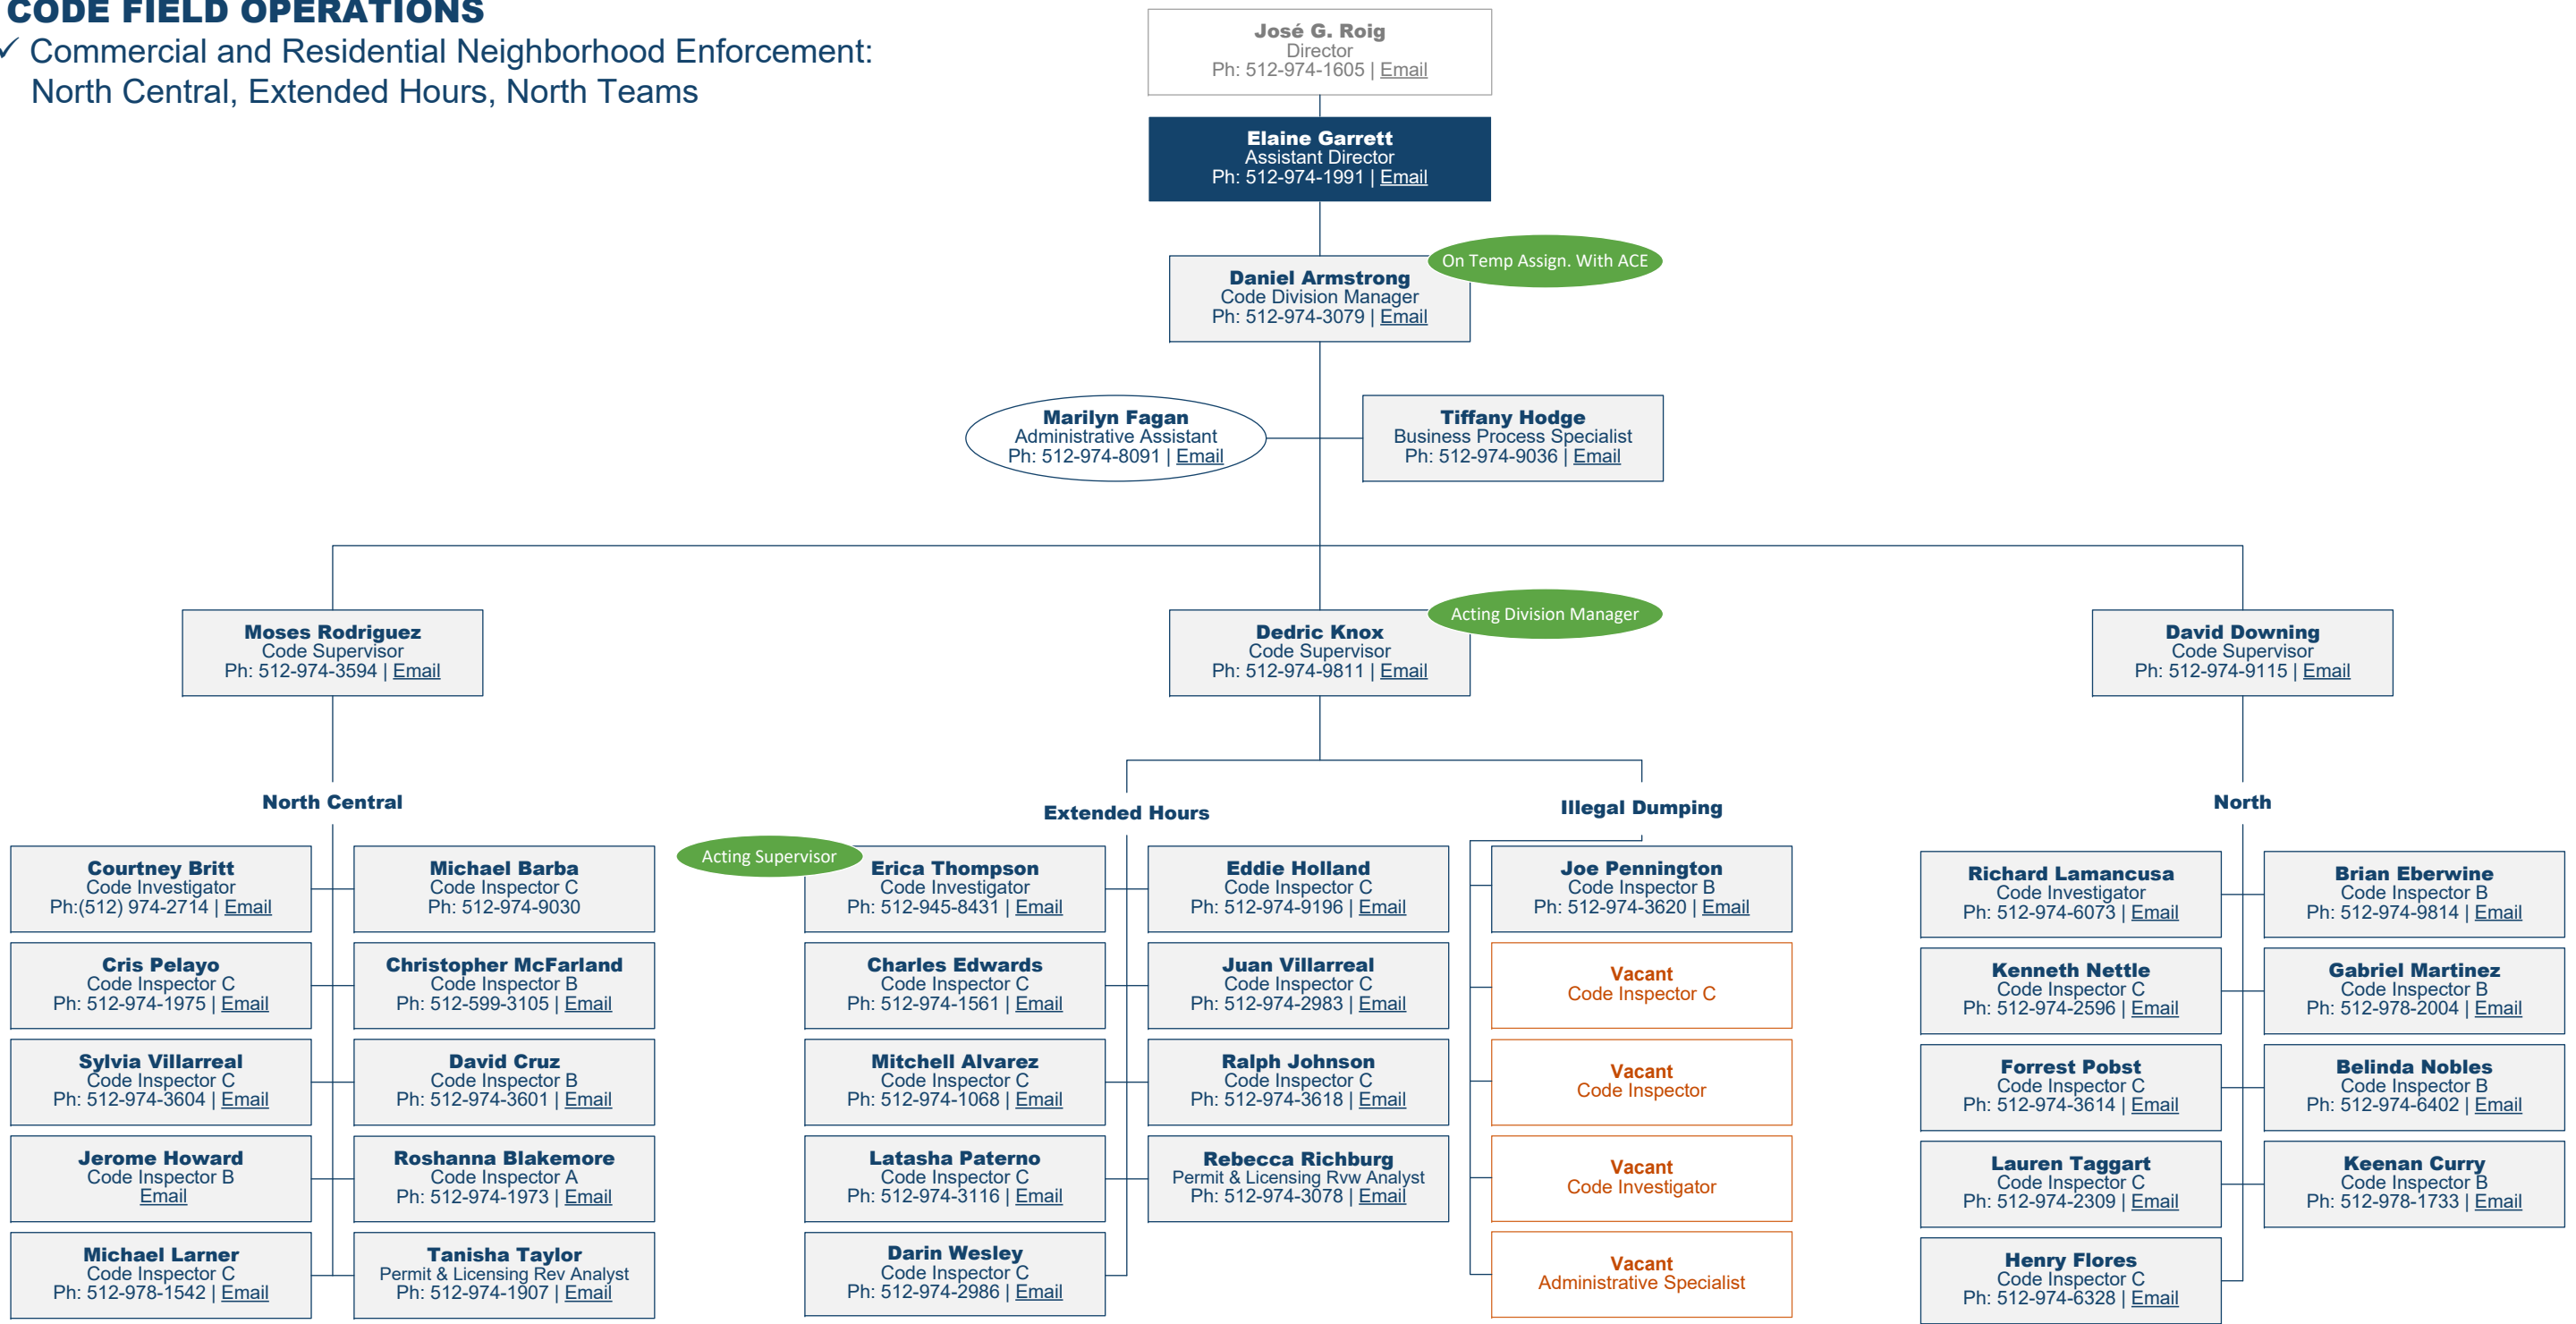 CODE FIELD OPERATIONS
✓ Commercial and Residential Neighborhood Enforcement:
North Central, Extended Hours, North Teams
José G. Roig
Director
Ph: 512-974-1605 | Email
Elaine Garrett
Assistant Director
Ph: 512-974-1991 | Email
On Temp Assign. With ACE
Daniel Armstrong
Code Division Manager
Ph: 512-974-3079 | Email
Marilyn Fagan
Administrative Assistant
Ph: 512-974-8091 | Email
Tiffany Hodge
Business Process Specialist
Ph: 512-974-9036 | Email
Moses Rodriguez
Code Supervisor
Ph: 512-974-3594 | Email
Acting Division Manager
Dedric Knox
Code Supervisor
Ph: 512-974-9811 | Email
David Downing
Code Supervisor
Ph: 512-974-9115 | Email
North Central
Courtney Britt
Code Investigator
Ph:(512) 974-2714 | Email
Michael Barba
Code Inspector C
Ph: 512-974-9030
Cris Pelayo
Code Inspector C
Ph: 512-974-1975 | Email
Christopher McFarland
Code Inspector B
Ph: 512-599-3105 | Email
Sylvia Villarreal
Code Inspector C
Ph: 512-974-3604 | Email
David Cruz
Code Inspector B
Ph: 512-974-3601 | Email
Jerome Howard
Code Inspector B
Email
Roshanna Blakemore
Code Inspector A
Ph: 512-974-1973 | Email
Michael Larner
Code Inspector C
Ph: 512-978-1542 | Email
Tanisha Taylor
Permit & Licensing Rev Analyst
Ph: 512-974-1907 | Email
Extended Hours
Acting Supervisor
Erica Thompson
Code Investigator
Ph: 512-945-8431 | Email
Eddie Holland
Code Inspector C
Ph: 512-974-9196 | Email
Charles Edwards
Code Inspector C
Ph: 512-974-1561 | Email
Juan Villarreal
Code Inspector C
Ph: 512-974-2983 | Email
Mitchell Alvarez
Code Inspector C
Ph: 512-974-1068 | Email
Ralph Johnson
Code Inspector C
Ph: 512-974-3618 | Email
Latasha Paterno
Code Inspector C
Ph: 512-974-3116 | Email
Rebecca Richburg
Permit & Licensing Rvw Analyst
Ph: 512-974-3078 | Email
Darin Wesley
Code Inspector C
Ph: 512-974-2986 | Email
Illegal Dumping
Joe Pennington
Code Inspector B
Ph: 512-974-3620 | Email
Vacant
Code Inspector C
Vacant
Code Inspector
Vacant
Code Investigator
Vacant
Administrative Specialist
North
Richard Lamancusa
Code Investigator
Ph: 512-974-6073 | Email
Brian Eberwine
Code Inspector B
Ph: 512-974-9814 | Email
Kenneth Nettle
Code Inspector C
Ph: 512-974-2596 | Email
Gabriel Martinez
Code Inspector B
Ph: 512-978-2004 | Email
Forrest Pobst
Code Inspector C
Ph: 512-974-3614 | Email
Belinda Nobles
Code Inspector B
Ph: 512-974-6402 | Email
Lauren Taggart
Code Inspector C
Ph: 512-974-2309 | Email
Keenan Curry
Code Inspector B
Ph: 512-978-1733 | Email
Henry Flores
Code Inspector C
Ph: 512-974-6328 | Email